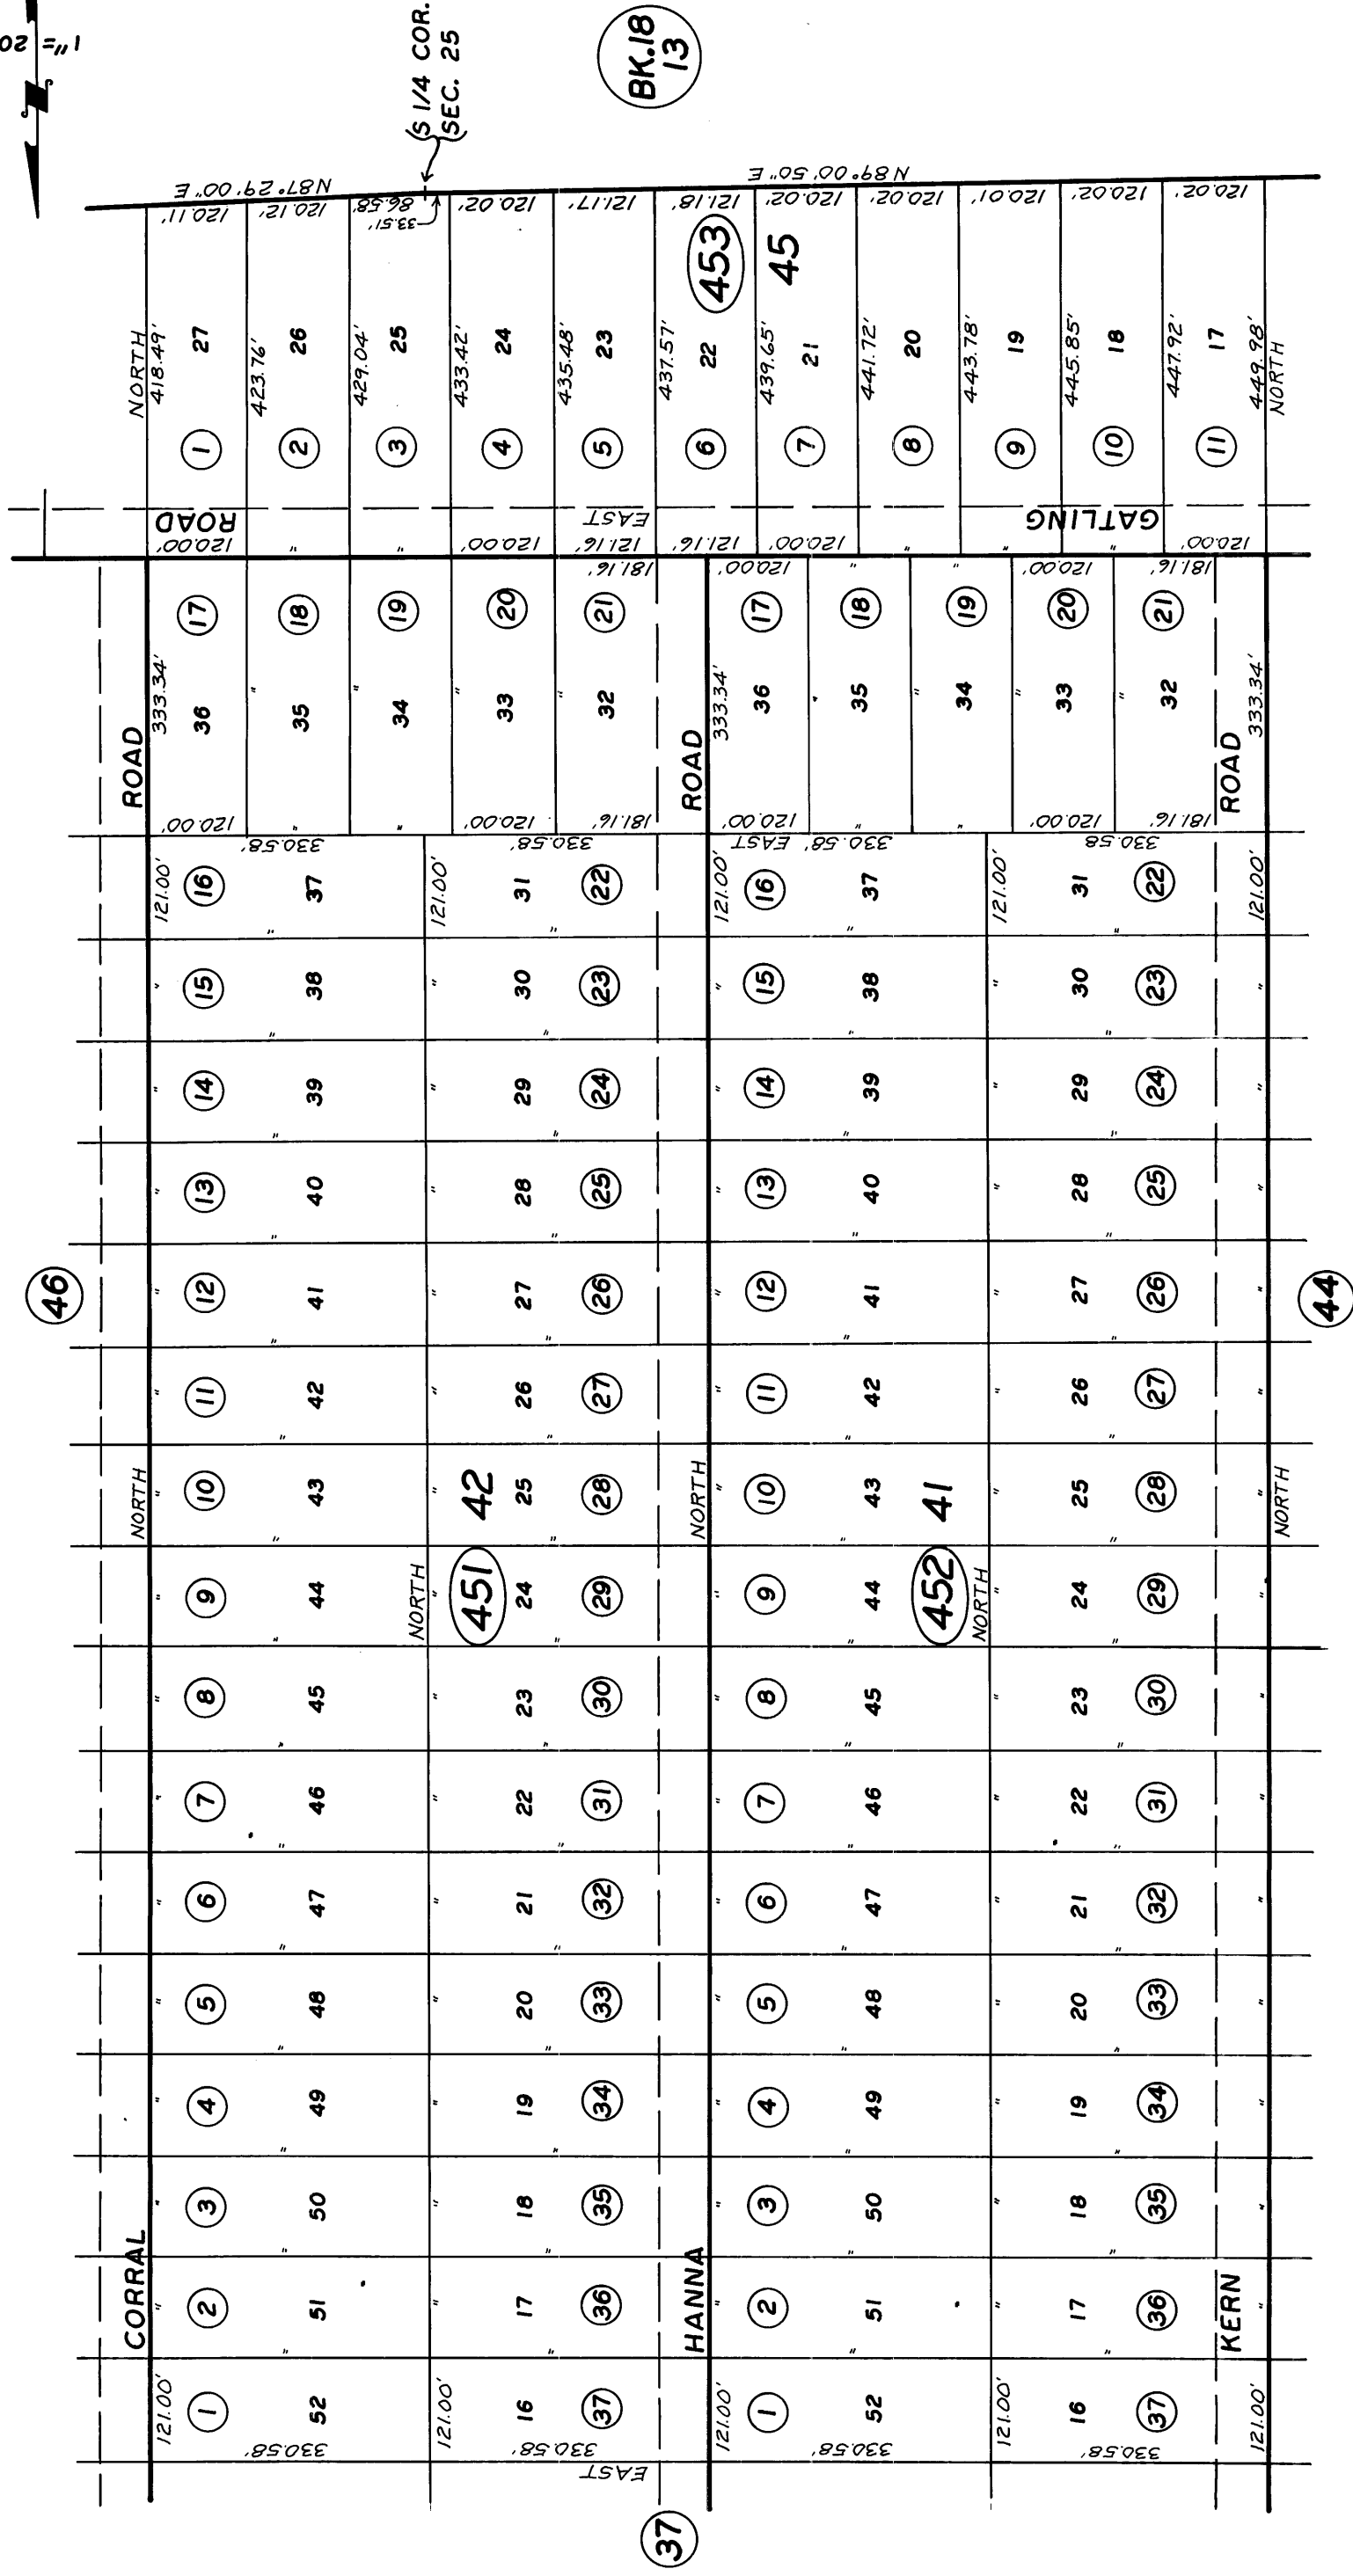 1"= 20
S 1/4 COR.
SEC. 25
BK.18
13
N87°29'00"E
N89°00'50"E
120.11'
120.12'
86.58'
33.51'
120.02'
121.17'
121.18'
120.02'
120.02'
120.01'
120.02'
120.02'
NORTH
418.49'
423.76'
429.04'
433.42'
435.48'
437.57'
439.65'
441.72'
443.78'
445.85'
447.92'
449.98'
NORTH
27 26 25 24 23 22 21 20 19 18 17
453
45
1 2 3 4 5 6 7 8 9 10 11
ROAD
EAST
GATLING
120.00' " " 120.00' 121.16' 121.16' 120.00' " " " 120.00'
181.16' 120.00' " " 120.00' 181.16'
17 18 19 20 21 17 18 19 20 21
333.34' " " " " 333.34' " " " " 333.34'
36 35 34 33 32 36 35 34 33 32
ROAD
ROAD
ROAD
120.00' " " 120.00' 181.16' 120.00' " " 120.00' 181.16'
330.58' 330.58' 330.58' EAST 330.58
121.00' 121.00' 121.00' 121.00' 121.00'
16 37 31 22 16 37 31 22
15 38 30 23 15 38 30 23
14 39 29 24 14 39 29 24
13 40 28 25 13 40 28 25
46
12 41 27 26 12 41 27 26
44
11 42 26 27 11 42 26 27
NORTH
NORTH
NORTH
10 43 25 28 10 43 25 28
42
41
451
452
NORTH
NORTH
9 44 24 29 9 44 24 29
8 45 23 30 8 45 23 30
7 46 22 31 7 46 22 31
6 47 21 32 6 47 21 32
5 48 20 33 5 48 20 33
4 49 19 34 4 49 19 34
3 50 18 35 3 50 18 35
CORRAL
HANNA
KERN
2 51 17 36 2 51 17 36
121.00' 121.00' 121.00' 121.00' 121.00'
1 52 16 37 1 52 16 37
330.58' 330.58' 330.58' 330.58'
EAST
37